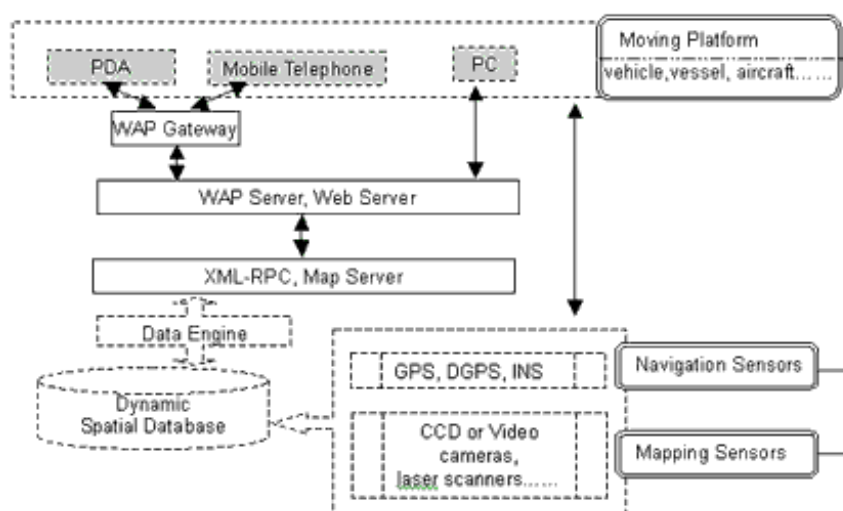 Moving Platform
vehicle,vessel, aircraft... ...
PDA
Mobile Telephone
PC
WAP Gateway
WAP Server, Web Server
XML-RPC, Map Server
Data Engine
Dynamic
Spatial Database
GPS, DGPS, INS
Navigation Sensors
CCD or Video
cameras,
laser scanners... ...
Mapping Sensors